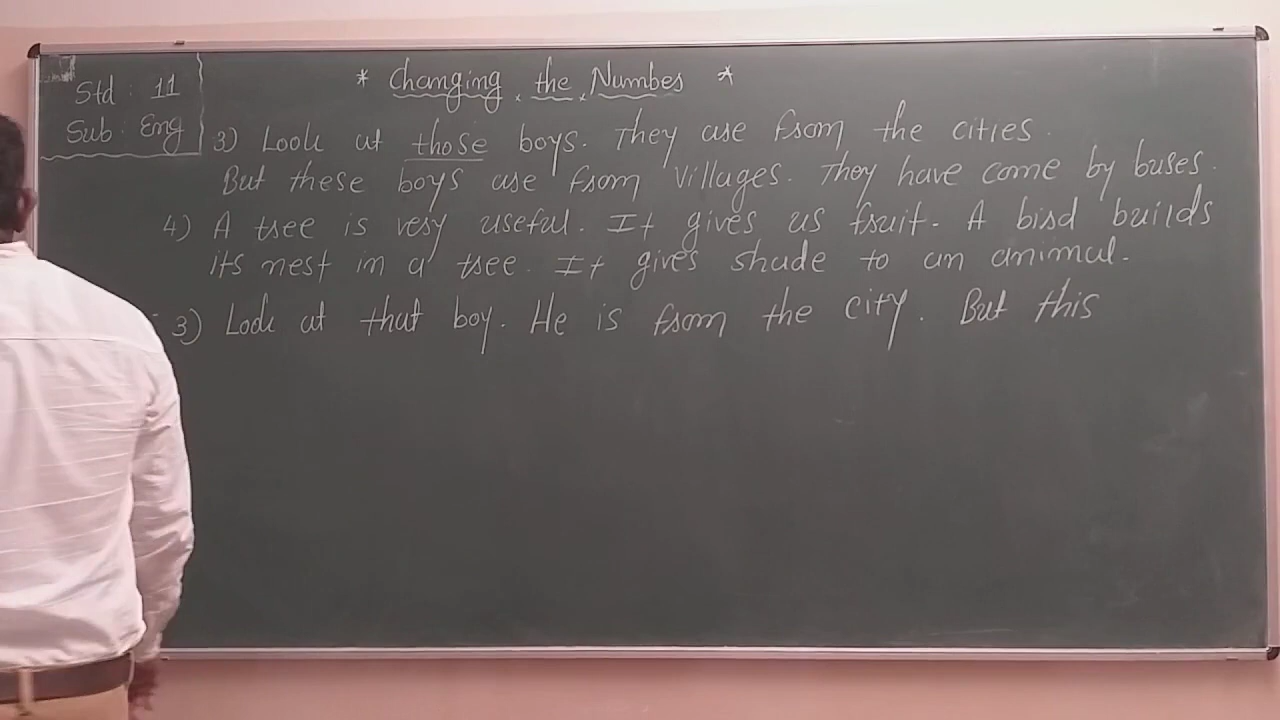 Std : 11
Sub : Eng
* Changing the Number *
3) Look at those boys. They are from the cities.
But these boys are from villages. They have come by buses.
4) A tree is very useful. It gives us fruit. A bird builds
its nest in a tree. It gives shade to an animal.
3) Look at that boy. He is from the city. But this